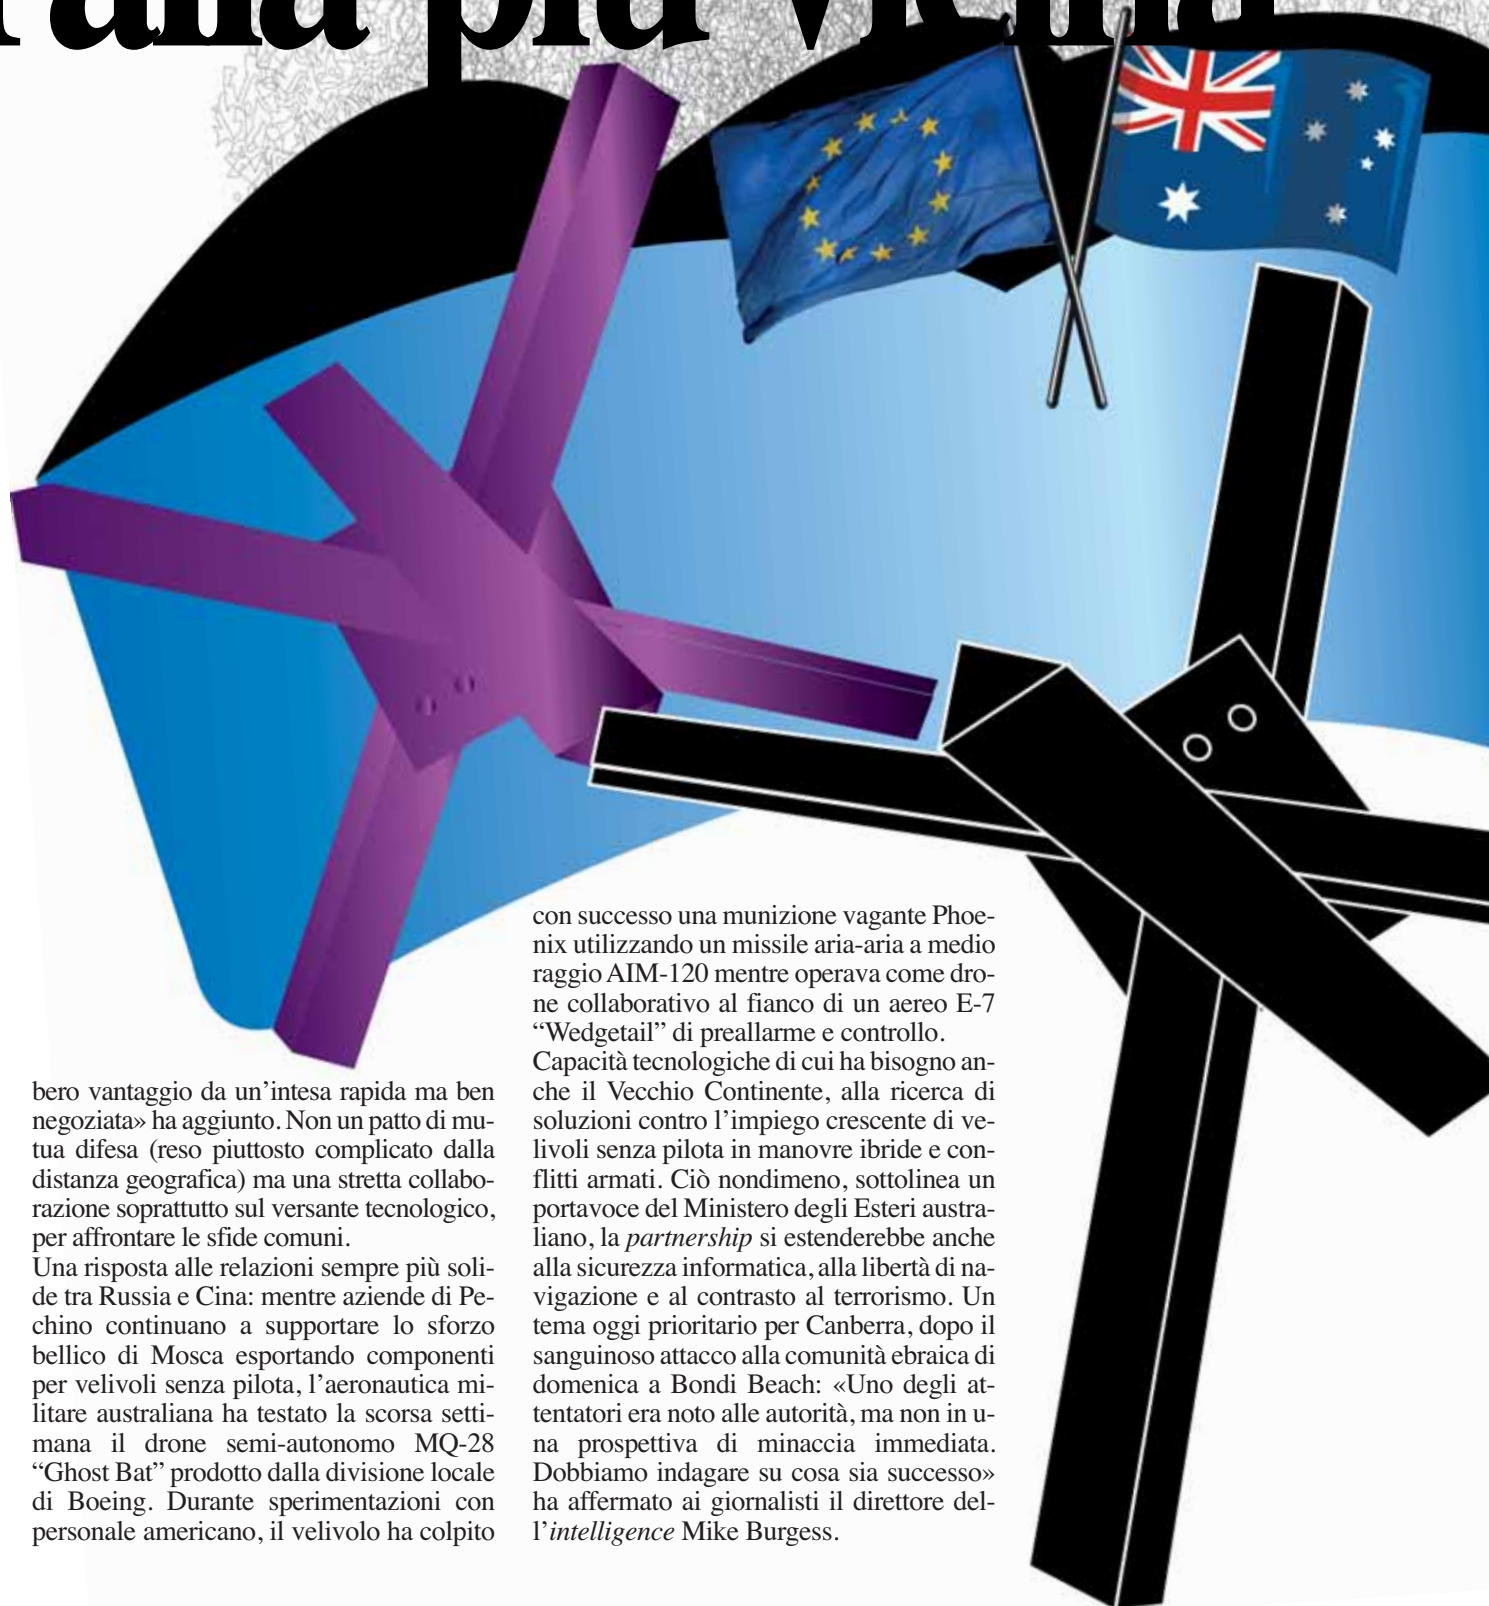 più
bero vantaggio da un’intesa rapida ma ben
negoziata» ha aggiunto. Non un patto di mu-
tua difesa (reso piuttosto complicato dalla
distanza geografica) ma una stretta collabo-
razione soprattutto sul versante tecnologico,
per affrontare le sfide comuni.
Una risposta alle relazioni sempre più soli-
de tra Russia e Cina: mentre aziende di Pe-
chino continuano a supportare lo sforzo
bellico di Mosca esportando componenti
per velivoli senza pilota, l’aeronautica mi-
litare australiana ha testato la scorsa setti-
mana il drone semi-autonomo MQ-28
“Ghost Bat” prodotto dalla divisione locale
di Boeing. Durante sperimentazioni con
personale americano, il velivolo ha colpito
con successo una munizione vagante Phoe-
nix utilizzando un missile aria-aria a medio
raggio AIM-120 mentre operava come dro-
ne collaborativo al fianco di un aereo E-7
“Wedgetail” di preallarme e controllo.
Capacità tecnologiche di cui ha bisogno an-
che il Vecchio Continente, alla ricerca di
soluzioni contro l’impiego crescente di ve-
livoli senza pilota in manovre ibride e con-
flitti armati. Ciò nondimeno, sottolinea un
portavoce del Ministero degli Esteri austra-
liano, la partnership si estenderebbe anche
alla sicurezza informatica, alla libertà di na-
vigazione e al contrasto al terrorismo. Un
tema oggi prioritario per Canberra, dopo il
sanguinoso attacco alla comunità ebraica di
domenica a Bondi Beach: «Uno degli at-
tentatori era noto alle autorità, ma non in u-
na prospettiva di minaccia immediata.
Dobbiamo indagare su cosa sia successo»
ha affermato ai giornalisti il direttore del-
l’intelligence Mike Burgess.